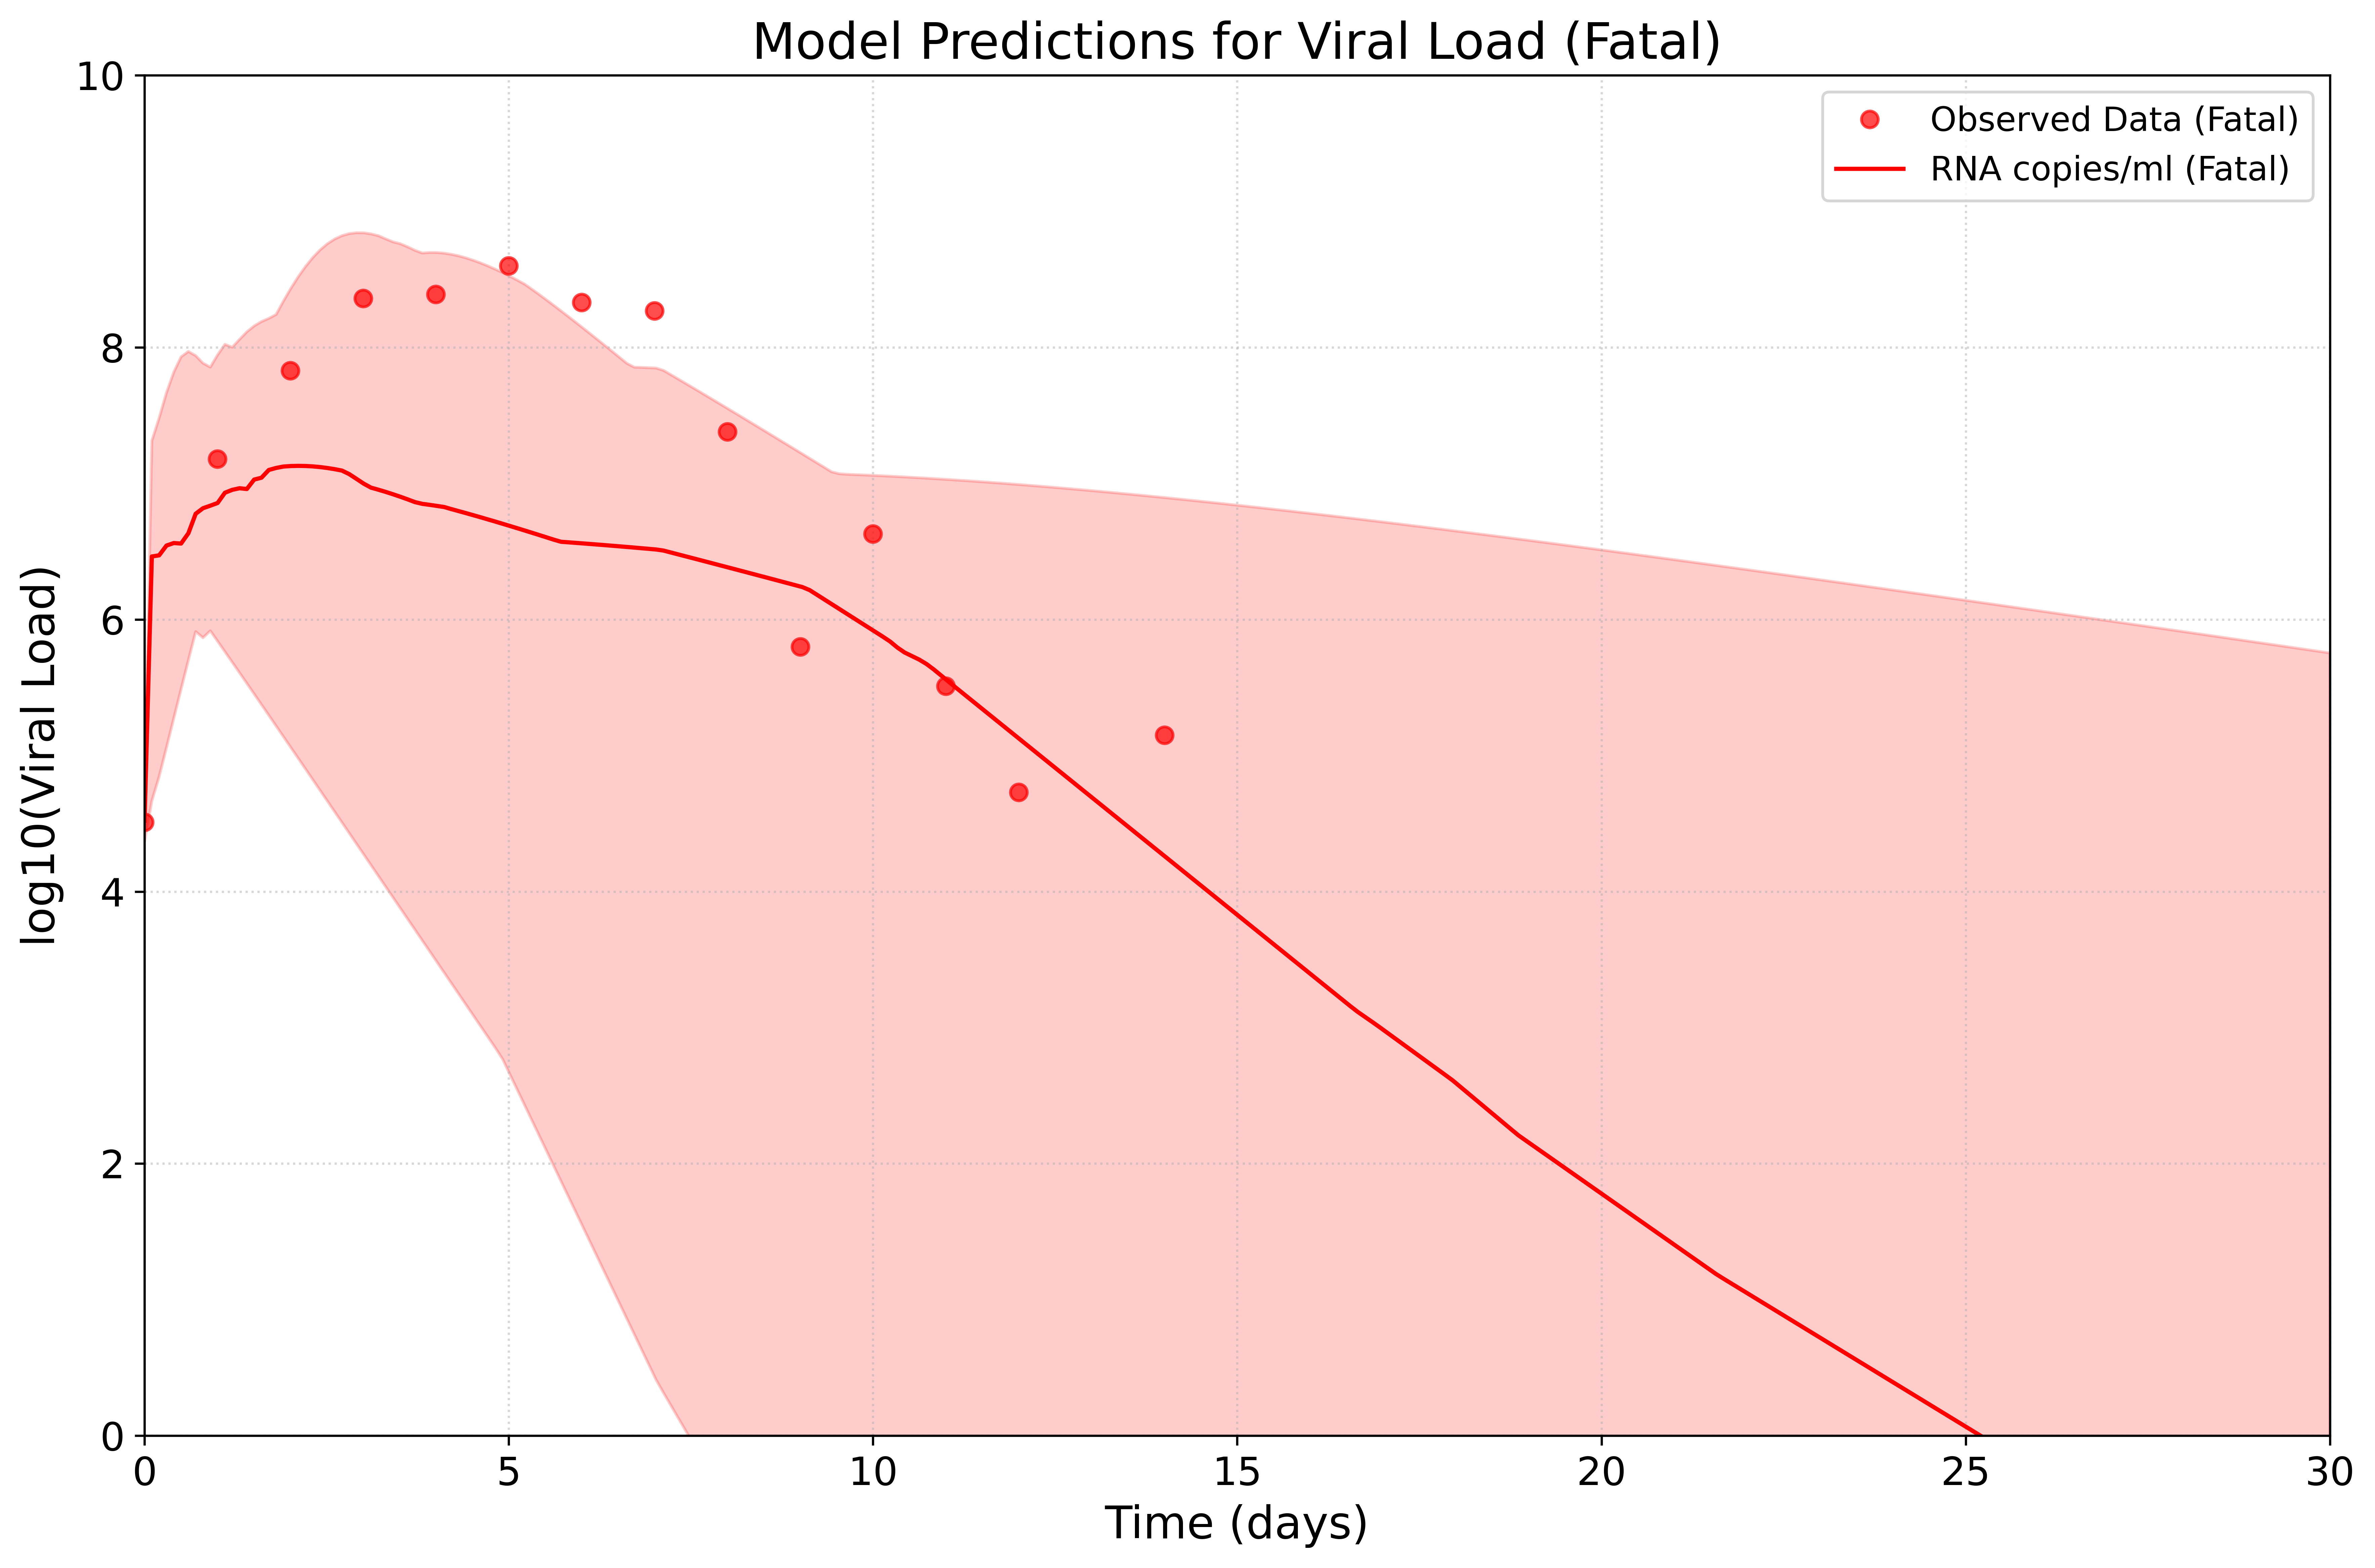 Model Predictions for Viral Load (Fatal)
Observed Data (Fatal)
RNA copies/ml (Fatal)
log10(Viral Load)
10
8
6
4
2
0
0 5 10 15 20 25 30
Time (days)